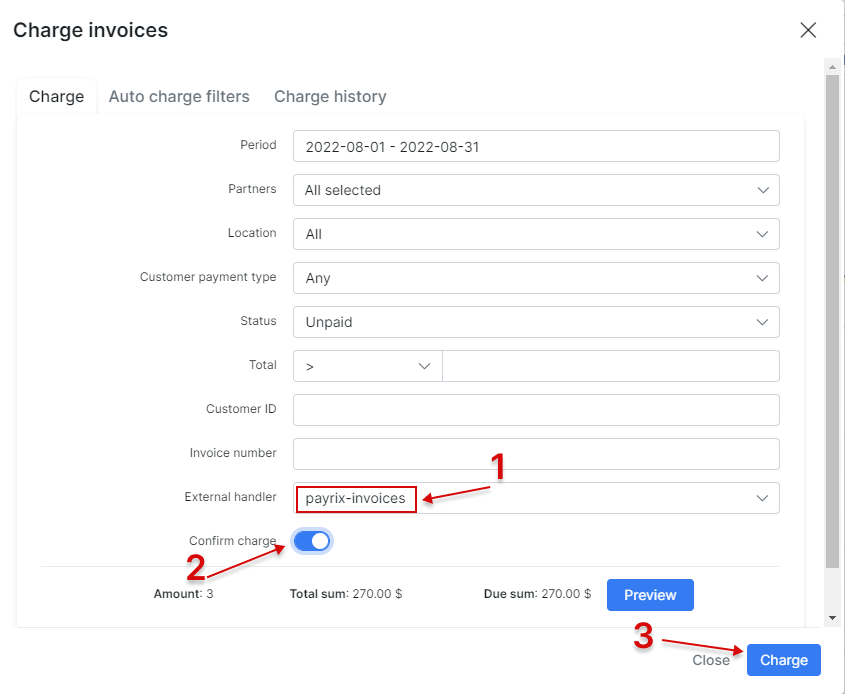 Charge invoices
Charge Auto charge filters Charge history
Period 2022-08-01 - 2022-08-31
Partners All selected
Location All
Customer payment type Any
Status Unpaid
Total >
Customer ID
Invoice number
1
External handler payrix-invoices
Confirm charge
2
Amount: 3 Total sum: 270.00 $ Due sum: 270.00 $ Preview
3
Close Charge